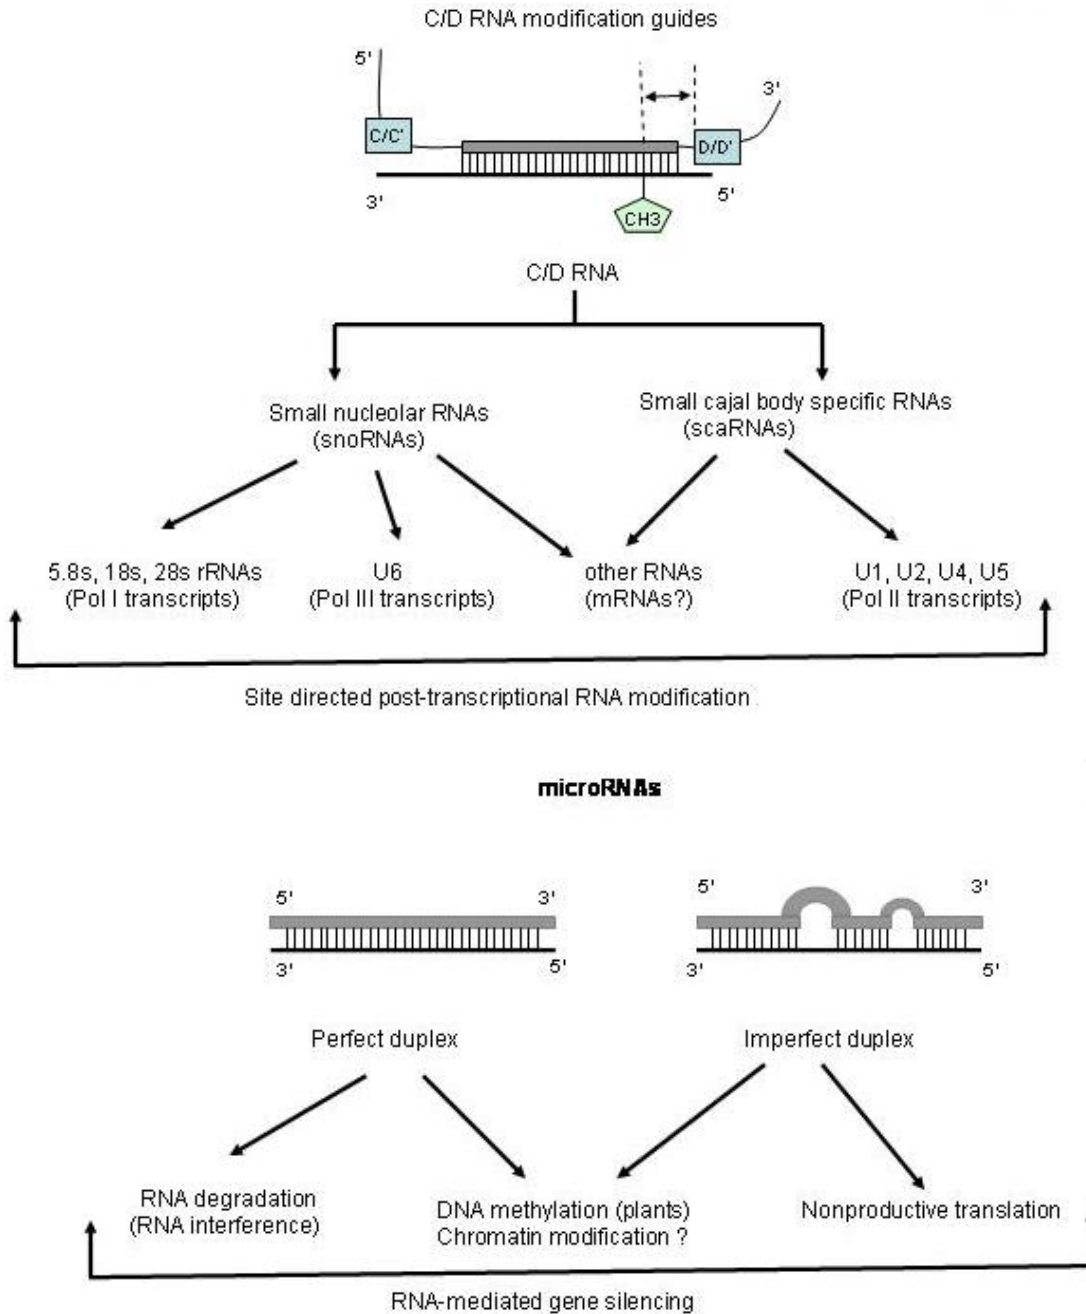 C/D RNA modification guides
5'
3'
C/C'
D/D'
3'
5'
CH3
C/D RNA
Small nucleolar RNAs
(snoRNAs)
Small cajal body specific RNAs
(scaRNAs)
5.8s, 18s, 28s rRNAs
(Pol I transcripts)
U6
(Pol III transcripts)
other RNAs
(mRNAs?)
U1, U2, U4, U5
(Pol II transcripts)
Site directed post-transcriptional RNA modification
microRNAs
5'
3'
3'
5'
5'
3'
3'
5'
Perfect duplex
Imperfect duplex
RNA degradation
(RNA interference)
DNA methylation (plants)
Chromatin modification ?
Nonproductive translation
RNA-mediated gene silencing